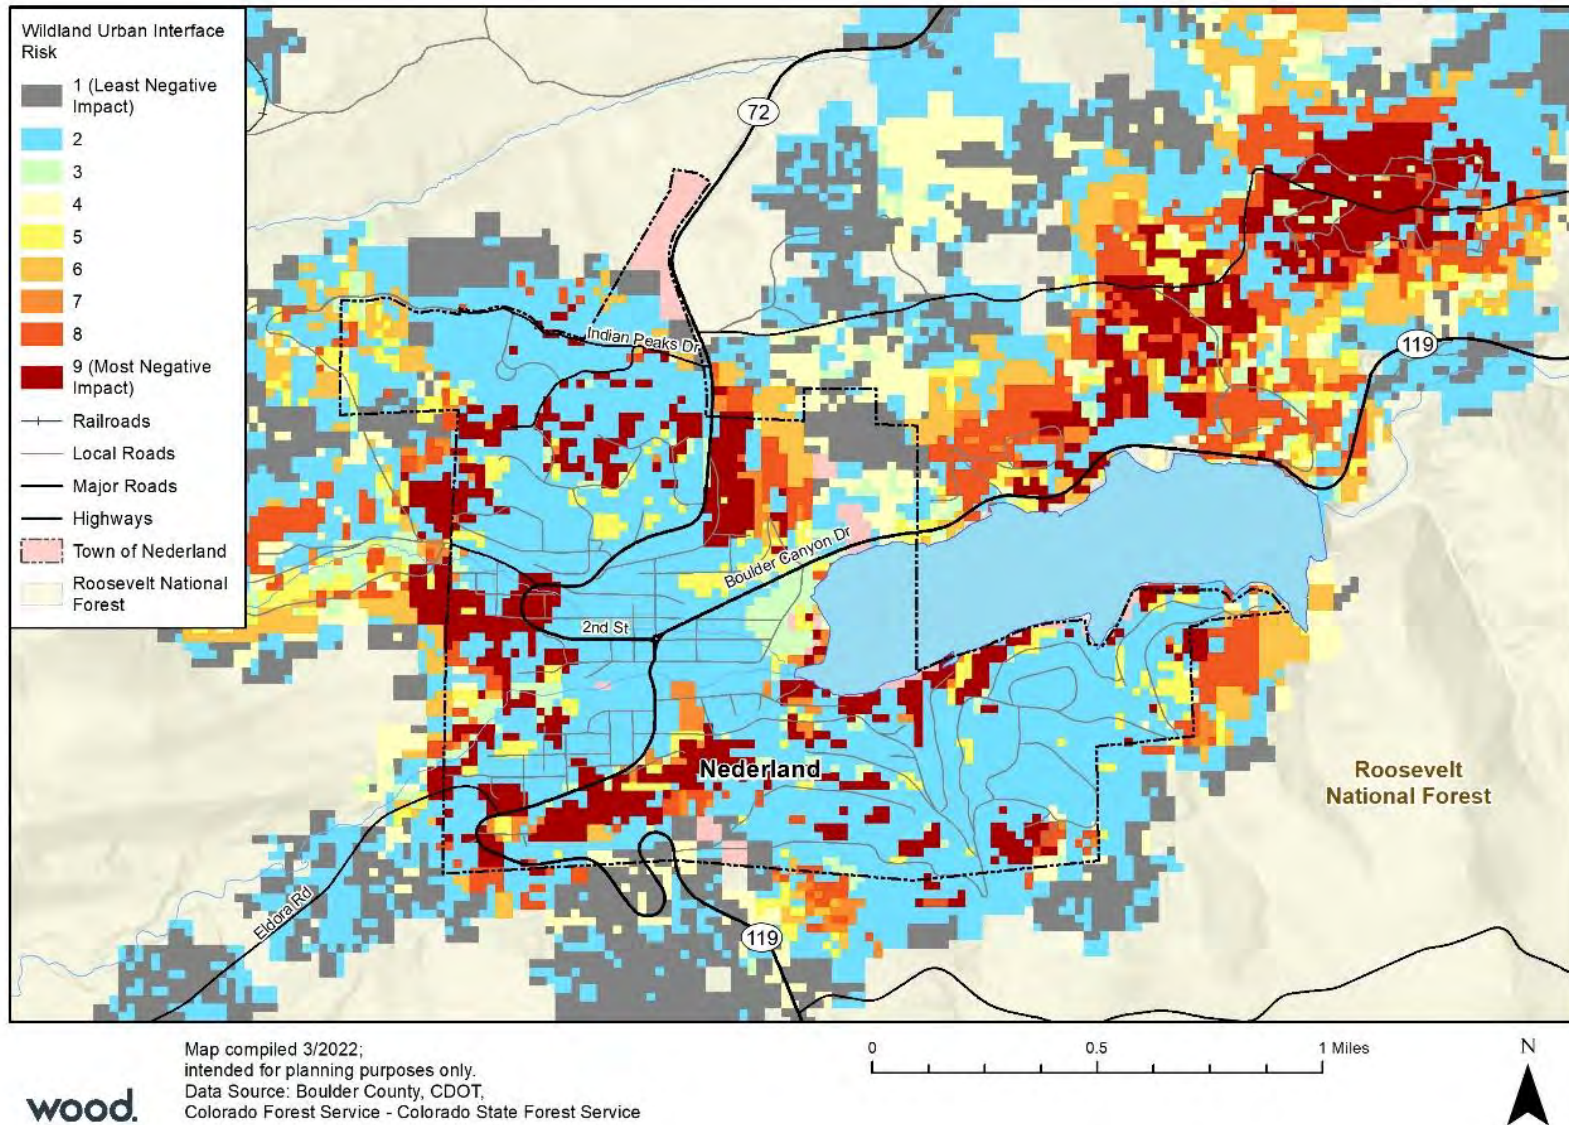 Wildland Urban Interface
Risk
1 (Least Negative
Impact)
2
3
4
5
6
7
8
9 (Most Negative
Impact)
Railroads
Local Roads
Major Roads
Highways
Town of Nederland
Roosevelt National
Forest
72
Indian Peaks Dr
119
Boulder Canyon Dr
2nd St
Nederland
Roosevelt
National Forest
Eldora Rd
119
Map compiled 3/2022;
intended for planning purposes only.
Data Source: Boulder County, CDOT,
Colorado Forest Service - Colorado State Forest Service
wood.
0
0.5
1 Miles
N